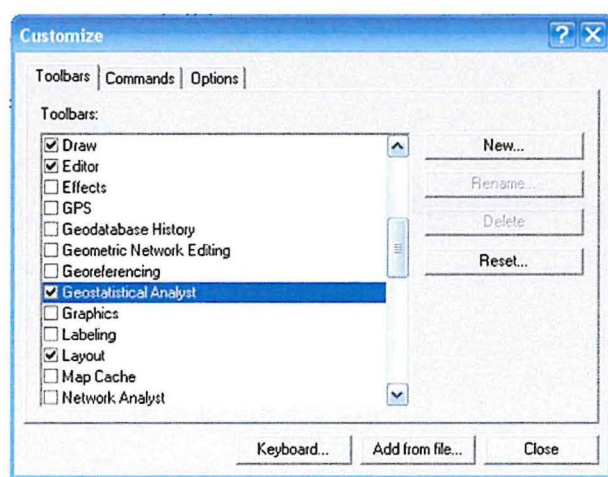 Customize
Toolbars Commands Options
Toolbars:
Draw
Editor
Effects
GPS
Geodatabase History
Geometric Network Editing
Georeferencing
Geostatistical Analyst
Graphics
Labeling
Layout
Map Cache
Network Analyst
New...
Rename...
Delete
Reset...
Keyboard... Add from file... Close